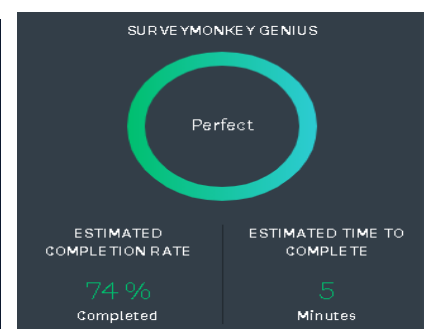 SURVEYMONKEY GENIUS
Perfect
ESTIMATED
COMPLETION RATE
74%
Completed
ESTIMATED TIME TO
COMPLETE
5
Minutes